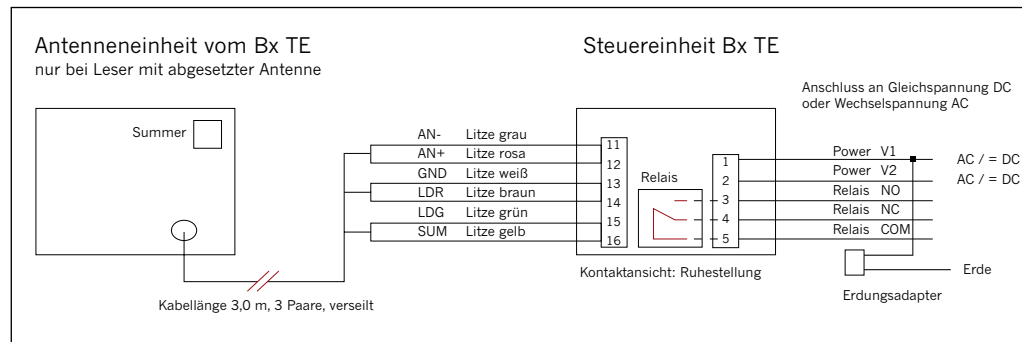 Antenneneinheit vom Bx TE
nur bei Leser mit abgesetzter Antenne
Summer
Kabellänge 3,0 m, 3 Paare, verseilt
AN- Litze grau
AN+ Litze rosa
GND Litze weiß
LDR Litze braun
LDG Litze grün
SUM Litze gelb
Steuereinheit Bx TE
11
12
13
14
15
16
Relais
1
2
3
4
5
Kontaktansicht: Ruhestellung
Anschluss an Gleichspannung DC
oder Wechselspannung AC
Power V1 AC / = DC
Power V2 AC / = DC
Relais NO
Relais NC
Relais COM
Erde
Erdungsadapter